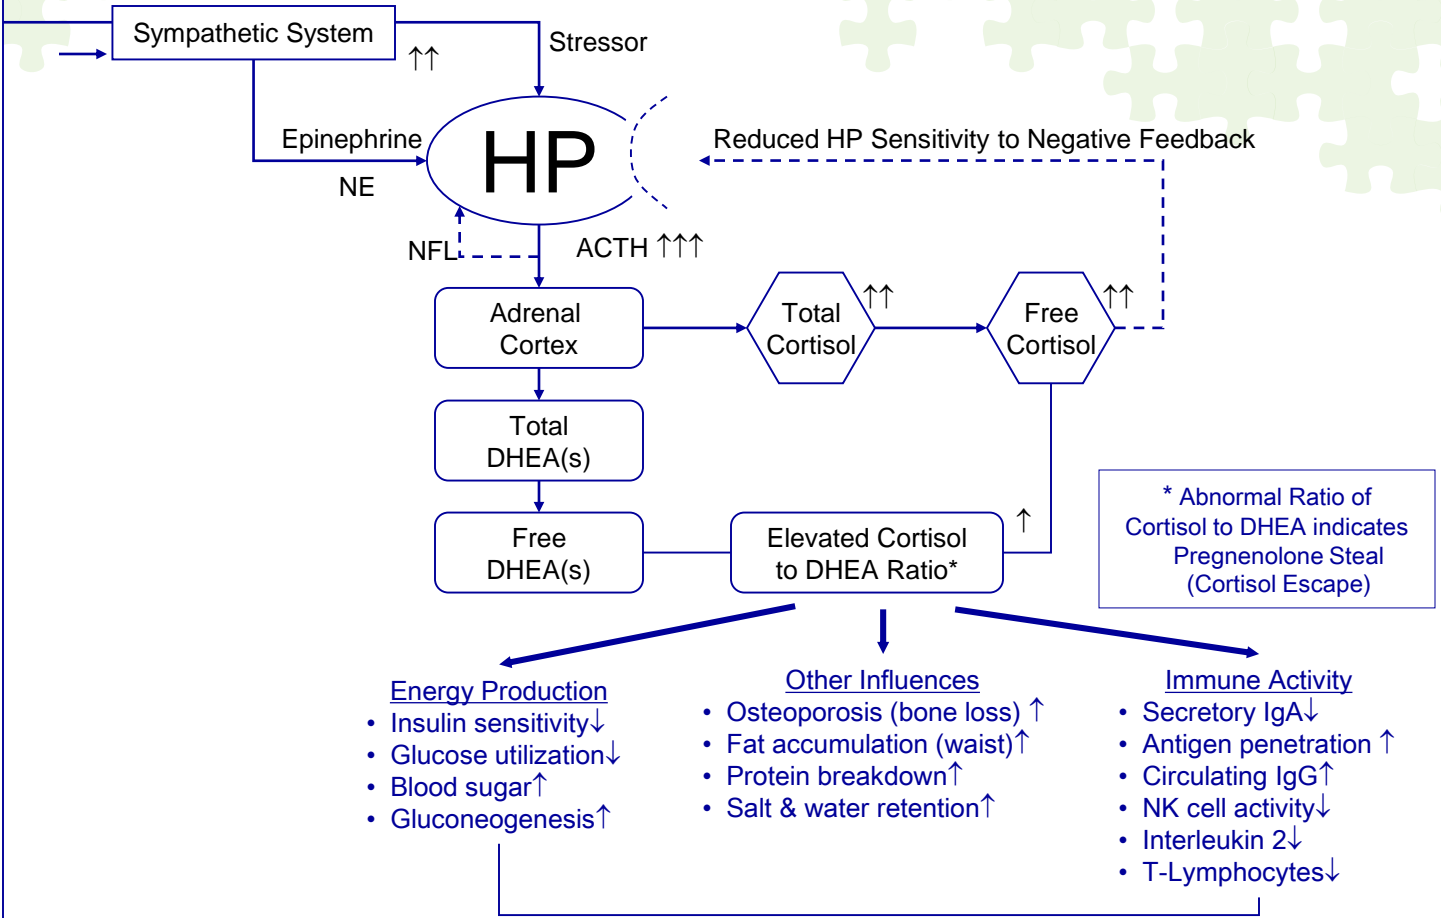 Sympathetic System
↑↑
Stressor
Epinephrine
NE
HP
Reduced HP Sensitivity to Negative Feedback
NFL
ACTH ↑↑↑
Adrenal
Cortex
Total
Cortisol
↑↑
Free
Cortisol
↑↑
Total
DHEA(s)
Free
DHEA(s)
Elevated Cortisol
to DHEA Ratio*
↑
* Abnormal Ratio of
Cortisol to DHEA indicates
Pregnenolone Steal
(Cortisol Escape)
Energy Production
• Insulin sensitivity↓
• Glucose utilization↓
• Blood sugar↑
• Gluconeogenesis↑
Other Influences
• Osteoporosis (bone loss) ↑
• Fat accumulation (waist)↑
• Protein breakdown↑
• Salt & water retention↑
Immune Activity
• Secretory IgA↓
• Antigen penetration ↑
• Circulating IgG↑
• NK cell activity↓
• Interleukin 2↓
• T-Lymphocytes↓